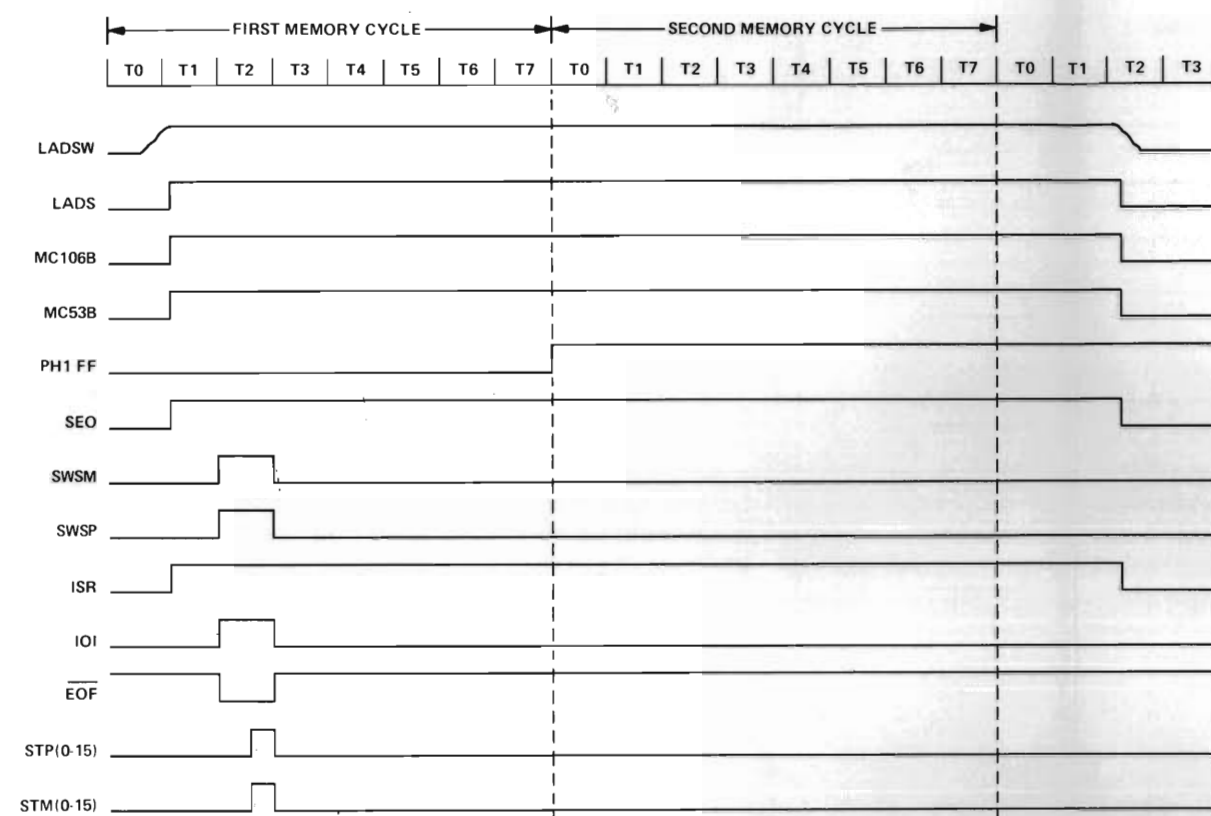 FIRST MEMORY CYCLE SECOND MEMORY CYCLE
T0 T1 T2 T3 T4 T5 T6 T7 T0 T1 T2 T3 T4 T5 T6 T7 T0 T1 T2 T3
LADSW
LADS
MC106B
MC53B
PH1 FF
SEO
SWSM
SWSP
ISR
IOI
EOF
STP(0-15)
STM(0-15)